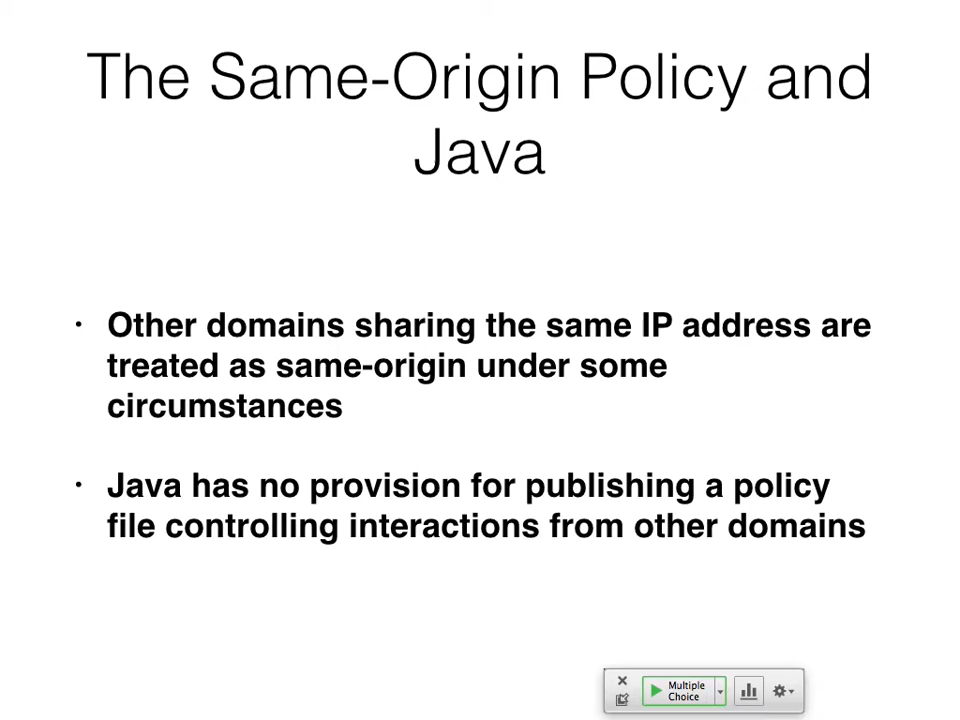 The Same-Origin Policy and
Java
• Other domains sharing the same IP address are
treated as same-origin under some
circumstances
• Java has no provision for publishing a policy
file controlling interactions from other domains
Multiple
Choice